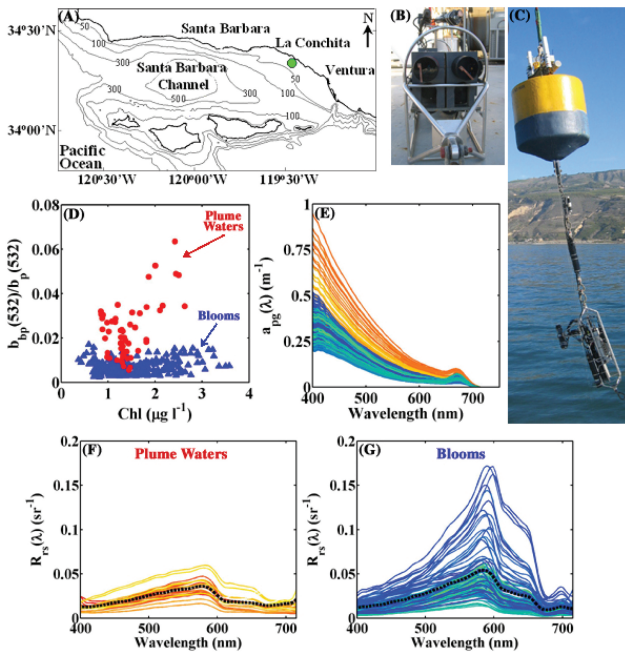 (A)
Santa Barbara
N
La Conchita
Santa Barbara
Channel
Ventura
50
100
300
300
300
500
50
100
100
34°30'
34°00'
Pacific
Ocean
120°30'W
120°00'W
119°30'W
(B)
(C)
(D)
Plume
Waters
Blooms
b_bp(532)/b_p(532)
0.08
0.06
0.04
0.02
0
0 1 2 3 4
Chl (μg l⁻¹)
(E)
a_pg(λ) (m⁻¹)
1
0.75
0.5
0.25
0
400 500 600 700
Wavelength (nm)
(F)
Plume Waters
R_rs(λ) (sr⁻¹)
0.2
0.15
0.1
0.05
0
400 500 600 700
Wavelength (nm)
(G)
Blooms
R_rs(λ) (sr⁻¹)
0.2
0.15
0.1
0.05
0
400 500 600 700
Wavelength (nm)